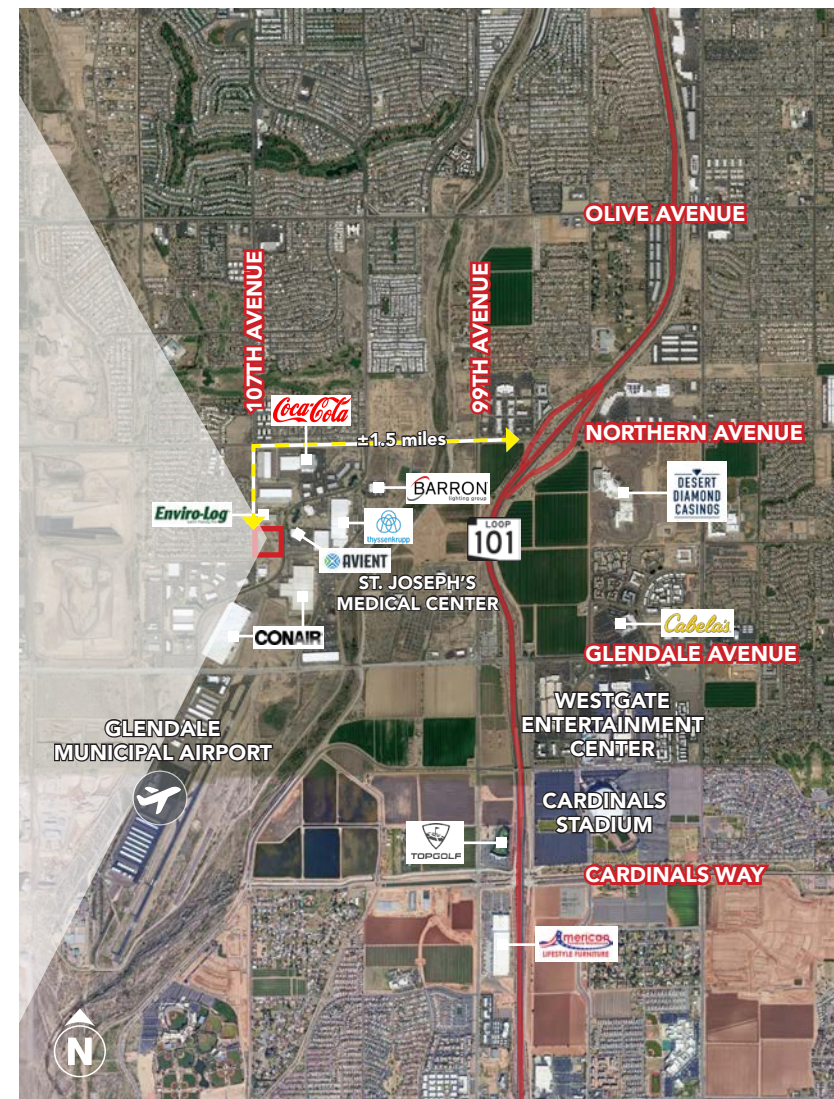 OLIVE AVENUE
107TH AVENUE
99TH AVENUE
Coca-Cola
±1.5 miles
NORTHERN AVENUE
BARRON
lighting group
DESERT
DIAMOND
CASINOS
Enviro-Log
thyssenkrupp
LOOP
101
AVIENT
ST. JOSEPH'S
MEDICAL CENTER
Cabela's
CONAIR
GLENDALE AVENUE
WESTGATE
ENTERTAINMENT
CENTER
GLENDALE
MUNICIPAL AIRPORT
CARDINALS
STADIUM
TOPGOLF
CARDINALS WAY
American
LIFESTYLE FURNITURE
N